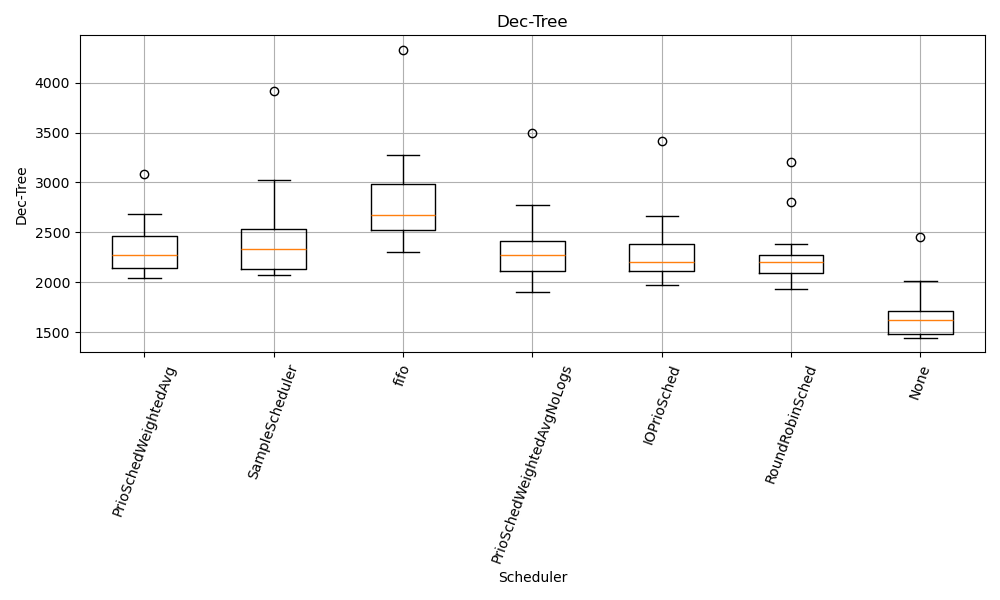 Dec-Tree
Dec-Tree
4000
3500
3000
2500
2000
1500
PrioSchedWeightedAvg
SampleScheduler
fifo
PrioSchedWeightedAvgNoLogs
IOPrioSched
RoundRobinSched
None
Scheduler